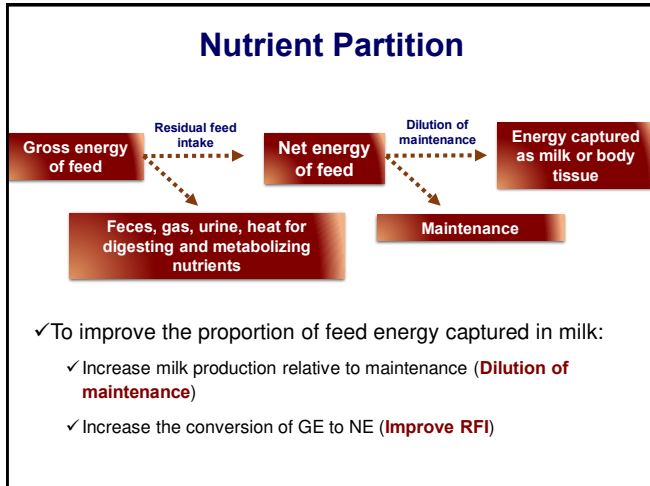 Nutrient Partition
Residual feed
intake
Dilution of
maintenance
Gross energy
of feed
Net energy
of feed
Energy captured
as milk or body
tissue
Feces, gas, urine, heat for
digesting and metabolizing
nutrients
Maintenance
✓To improve the proportion of feed energy captured in milk:
✓Increase milk production relative to maintenance (Dilution of
maintenance)
✓Increase the conversion of GE to NE (Improve RFI)